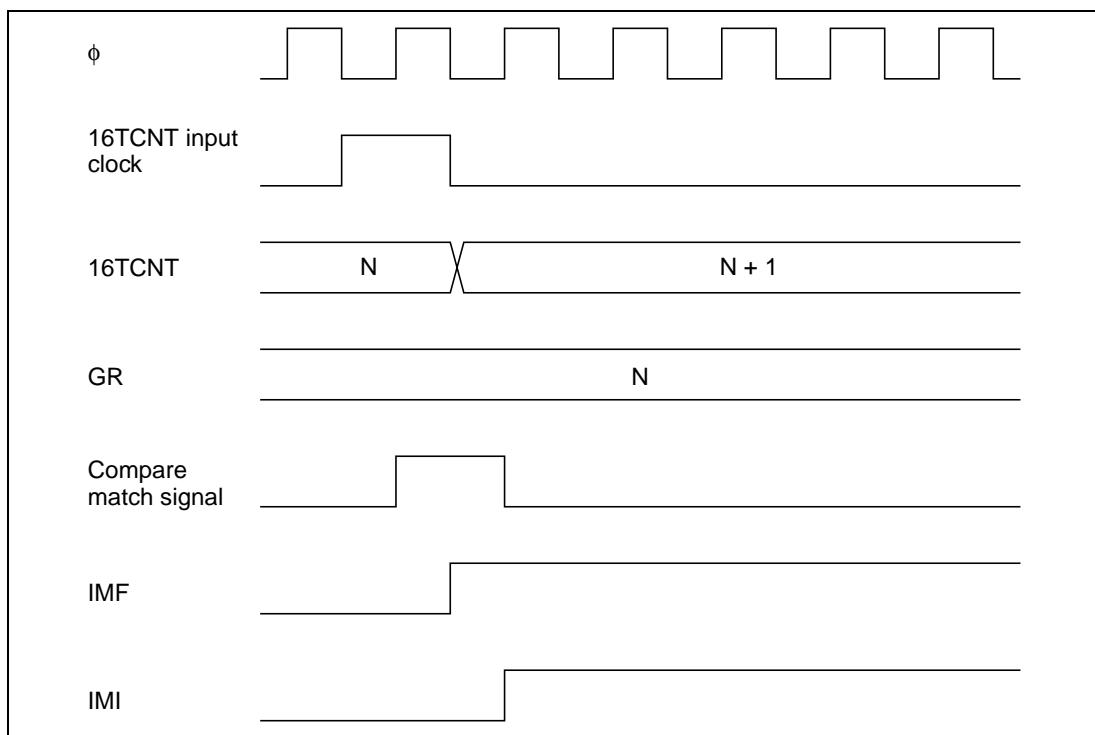 ϕ
16TCNT input
clock
16TCNT
N
N + 1
GR
N
Compare
match signal
IMF
IMI